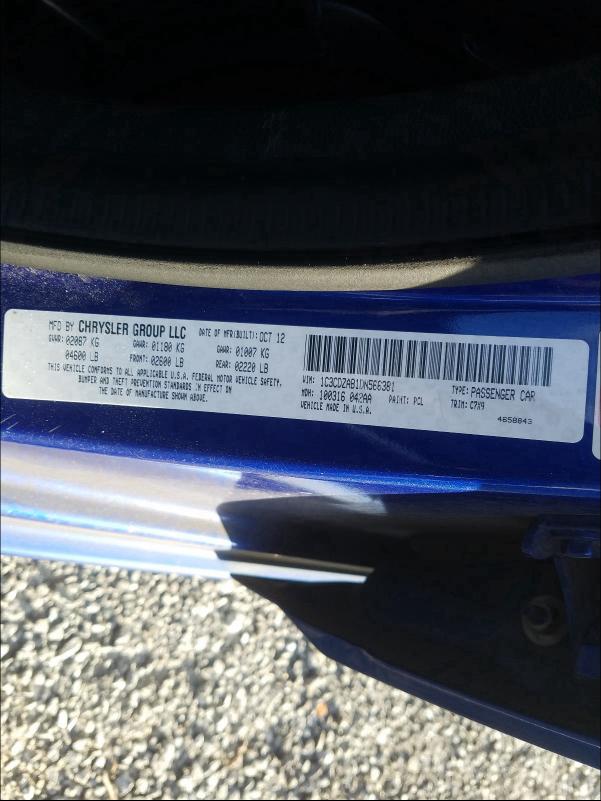 MFD BY CHRYSLER GROUP LLC DATE OF MFR(BUILT): OCT 12
GVWR: 02087 KG GAWR: 01180 KG GAWR: 01007 KG
04600 LB FRONT: 02600 LB REAR: 02220 LB
THIS VEHICLE CONFORMS TO ALL APPLICABLE U.S.A. FEDERAL MOTOR VEHICLE SAFETY,
BUMPER AND THEFT PREVENTION STANDARDS IN EFFECT ON
THE DATE OF MANUFACTURE SHOWN ABOVE.
VIN: 1C3CDZAB1DN566381 TYPE: PASSENGER CAR
MDH: 100316 042AA PAINT: PCL TRIM: C7X9
VEHICLE MADE IN U.S.A. 4658843